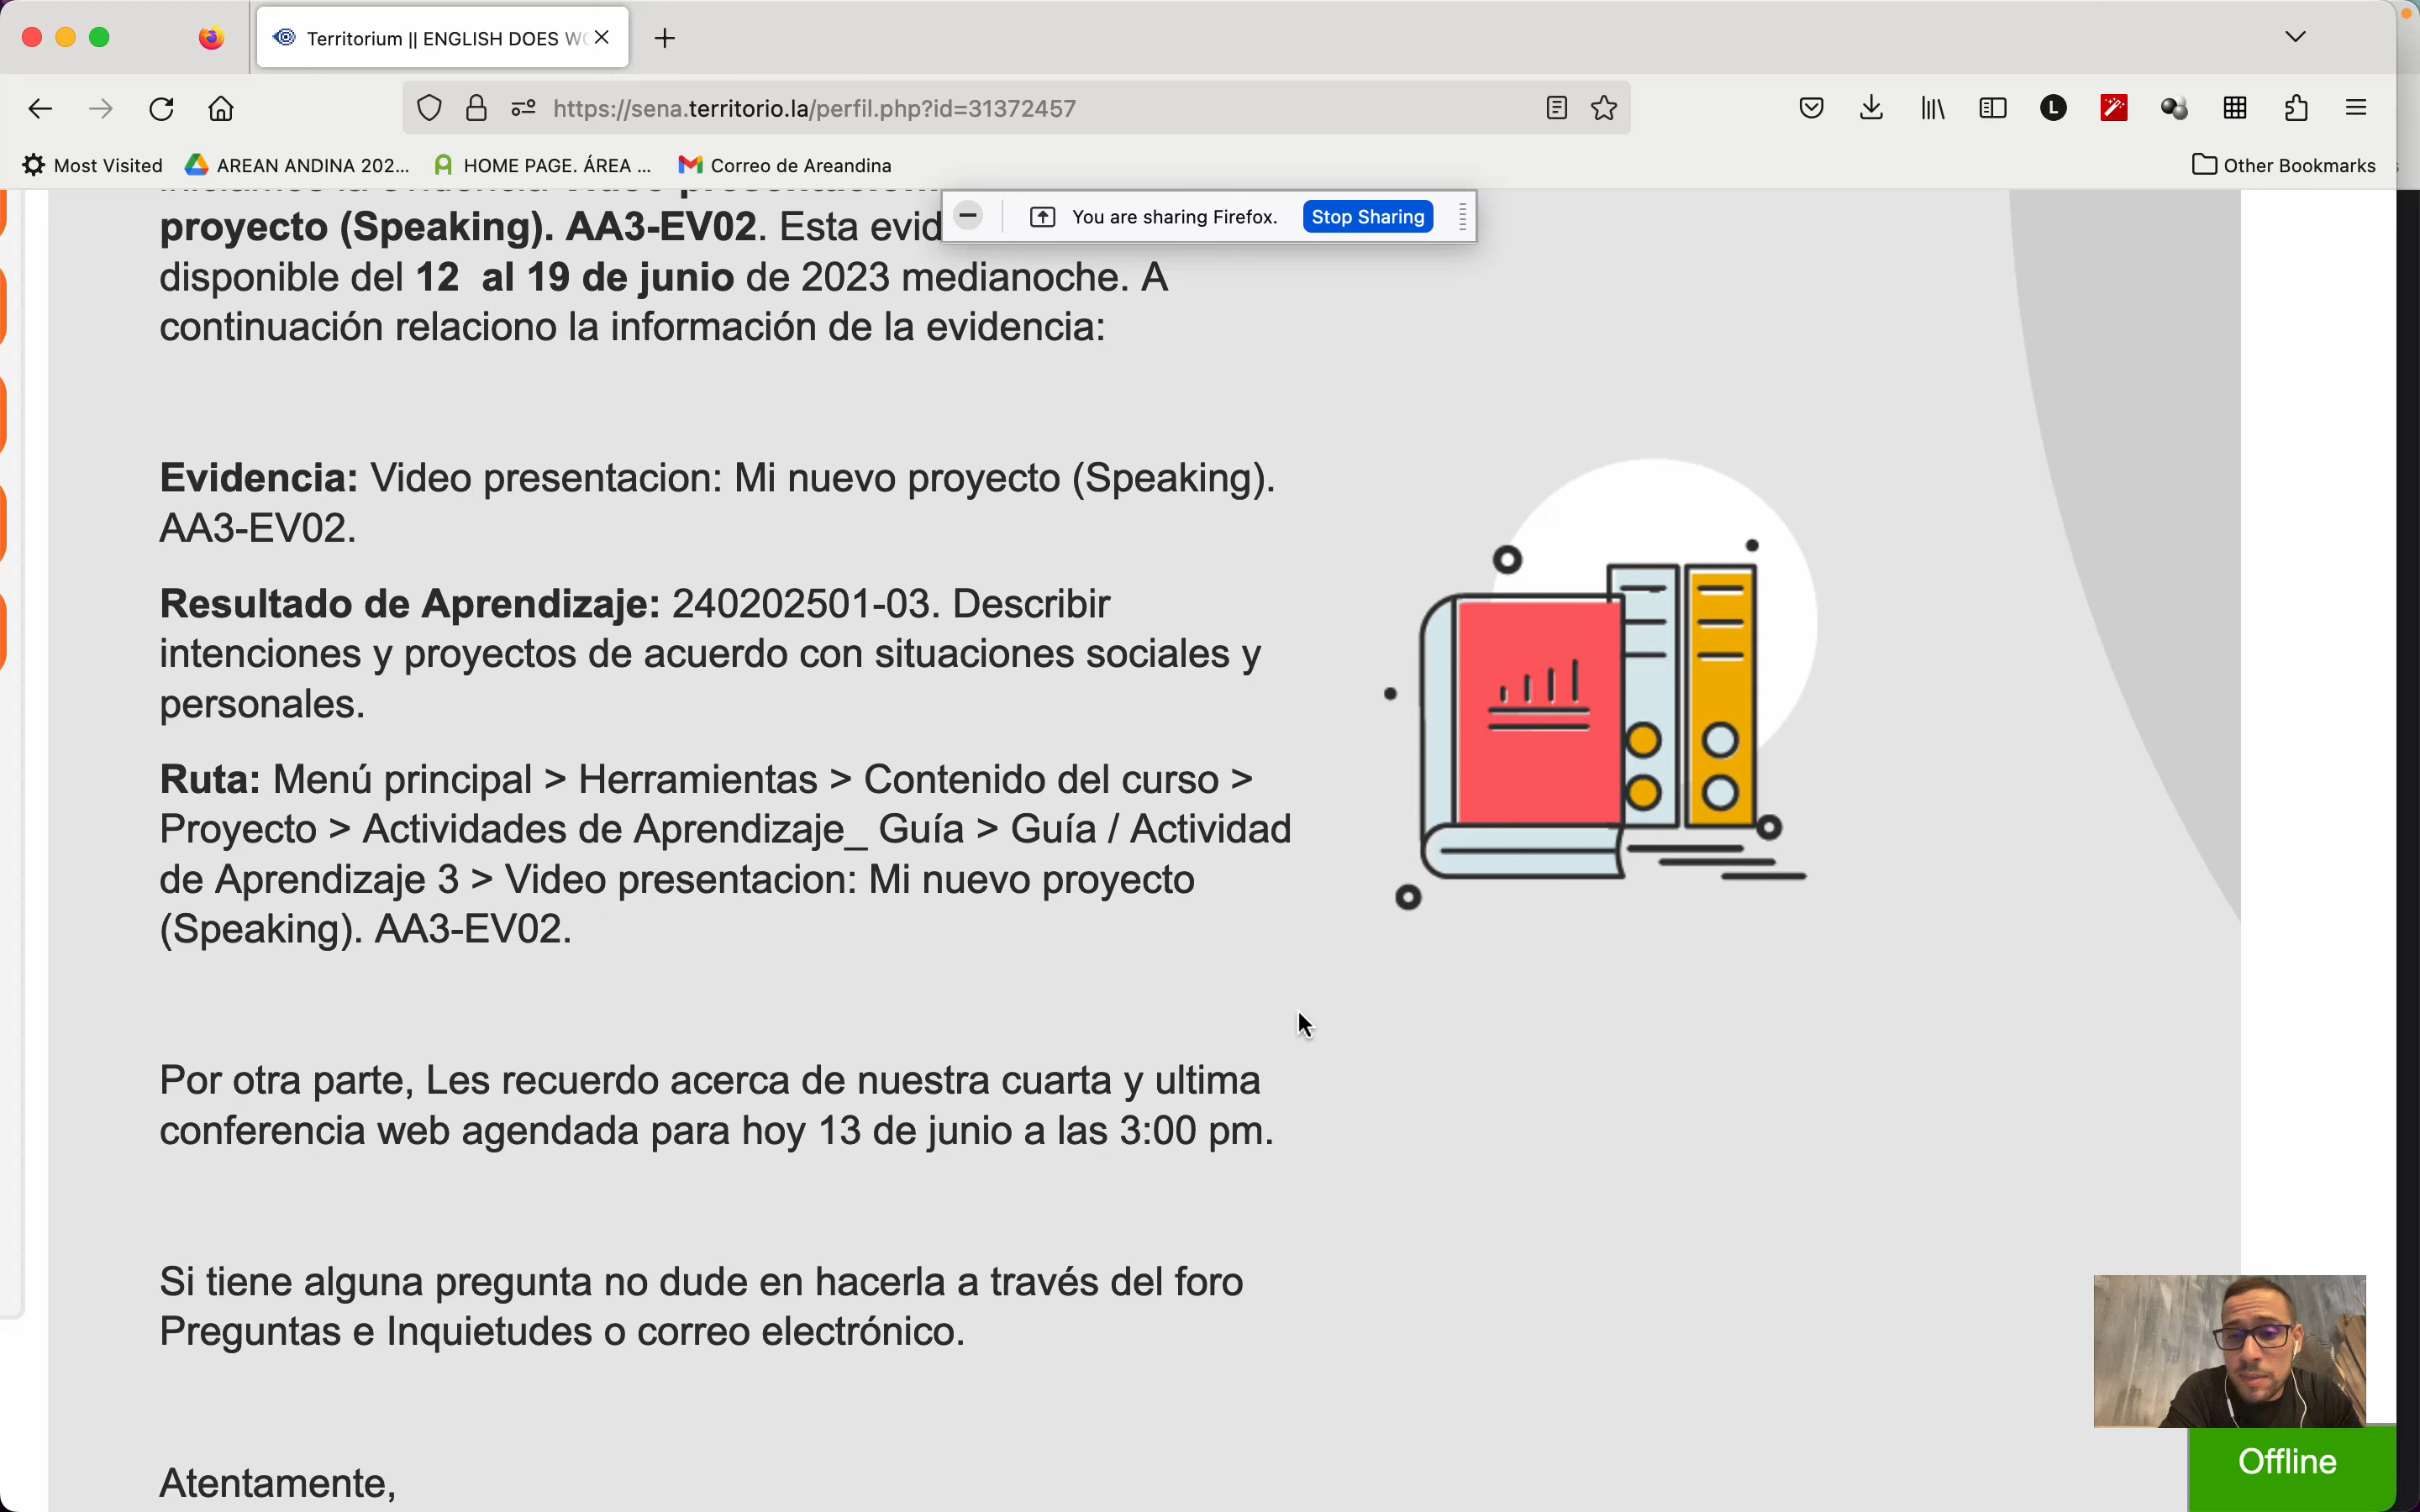 Territorium || ENGLISH DOES
https://sena.territorio.la/perfil.php?id=31372457
L
Most Visited
AREAN ANDINA 202...
HOME PAGE. ÁREA ...
Correo de Areandina
Other Bookmarks
You are sharing Firefox.
Stop Sharing
proyecto (Speaking). AA3-EV02. Esta
disponible del 12 al 19 de junio de 2023 medianoche. A
continuación relaciono la información de la evidencia:
Evidencia: Video presentacion: Mi nuevo proyecto (Speaking).
AA3-EV02.
Resultado de Aprendizaje: 240202501-03. Describir
intenciones y proyectos de acuerdo con situaciones sociales y
personales.
Ruta: Menú principal > Herramientas > Contenido del curso >
Proyecto > Actividades de Aprendizaje_ Guía > Guía / Actividad
de Aprendizaje 3 > Video presentacion: Mi nuevo proyecto
(Speaking). AA3-EV02.
Por otra parte, Les recuerdo acerca de nuestra cuarta y ultima
conferencia web agendada para hoy 13 de junio a las 3:00 pm.
Si tiene alguna pregunta no dude en hacerla a través del foro
Preguntas e Inquietudes o correo electrónico.
Atentamente,
Offline